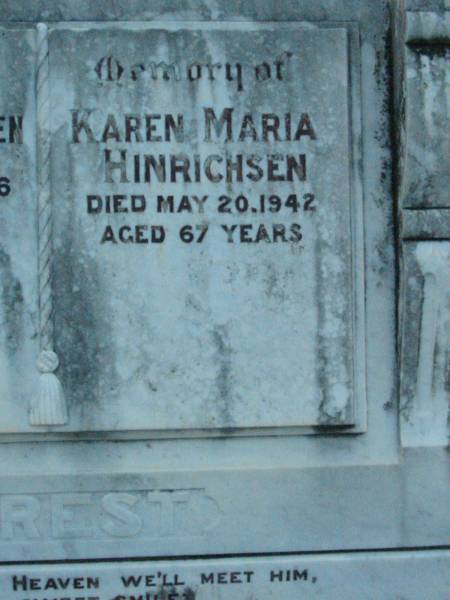 Memory of
EN
KAREN MARIA
HINRICHSEN
6
DIED MAY 20.1942
AGED 67 YEARS
REST
HEAVEN WE'LL MEET HIM,